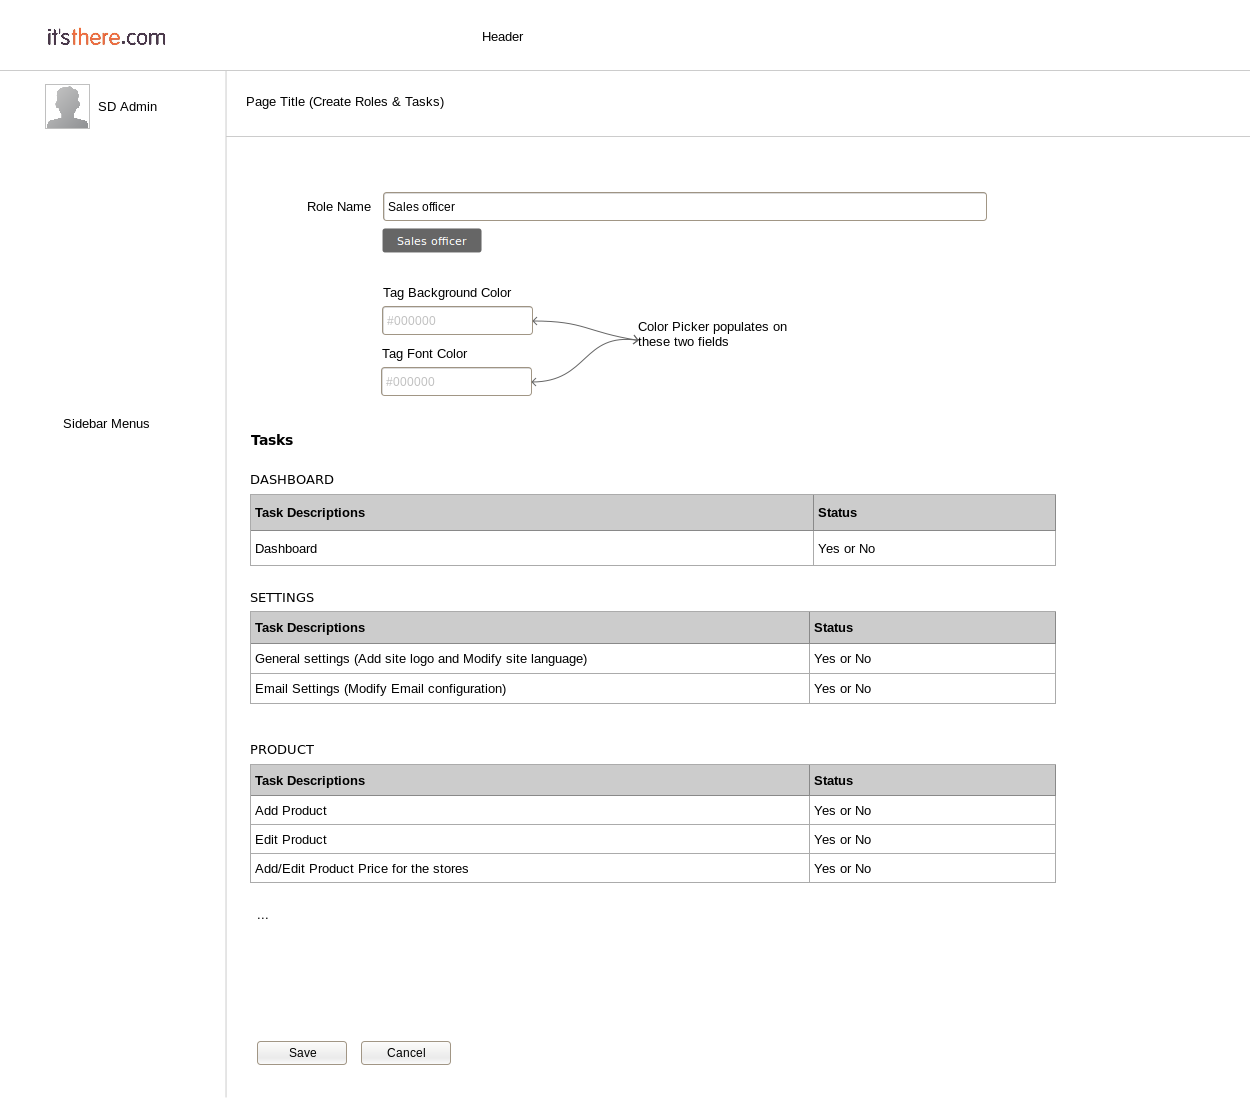 it'sthere.com
Header
SD Admin
Page Title (Create Roles & Tasks)
Role Name
Sales officer
Sales officer
Tag Background Color
#000000
Color Picker populates on
these two fields
Tag Font Color
#000000
Sidebar Menus
Tasks
DASHBOARD
Task Descriptions
Status
Dashboard
Yes or No
SETTINGS
Task Descriptions
Status
General settings (Add site logo and Modify site language)
Yes or No
Email Settings (Modify Email configuration)
Yes or No
PRODUCT
Task Descriptions
Status
Add Product
Yes or No
Edit Product
Yes or No
Add/Edit Product Price for the stores
Yes or No
...
Save
Cancel